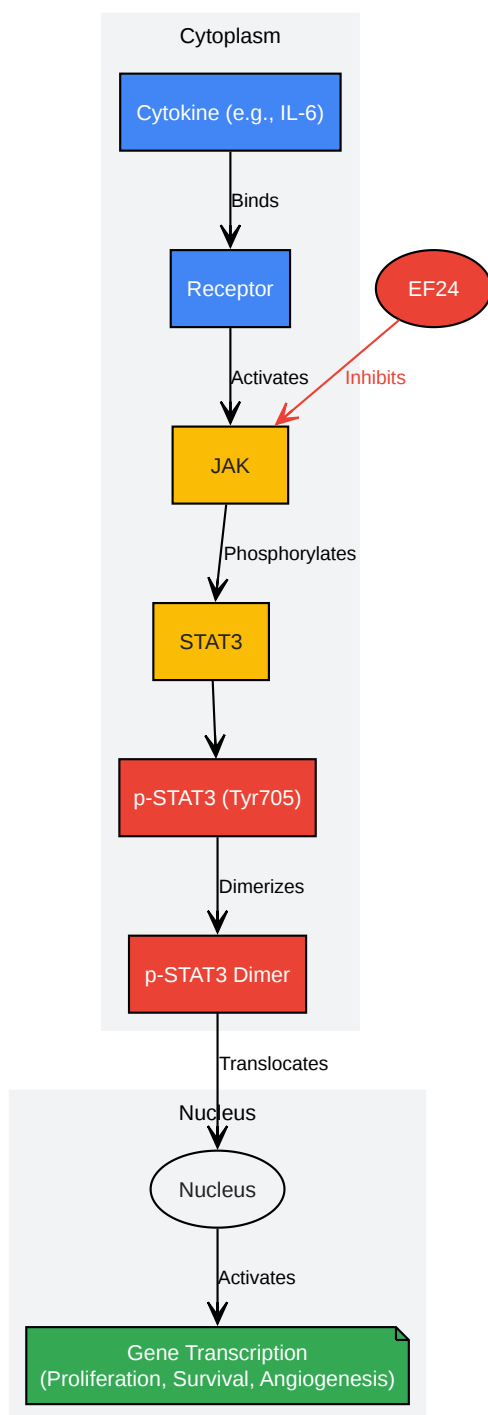 Cytoplasm
Cytokine (e.g., IL-6)
Binds
Receptor
EF24
Activates
Inhibits
JAK
Phosphorylates
STAT3
p-STAT3 (Tyr705)
Dimerizes
p-STAT3 Dimer
Translocates
Nucleus
Nucleus
Activates
Gene Transcription
(Proliferation, Survival, Angiogenesis)